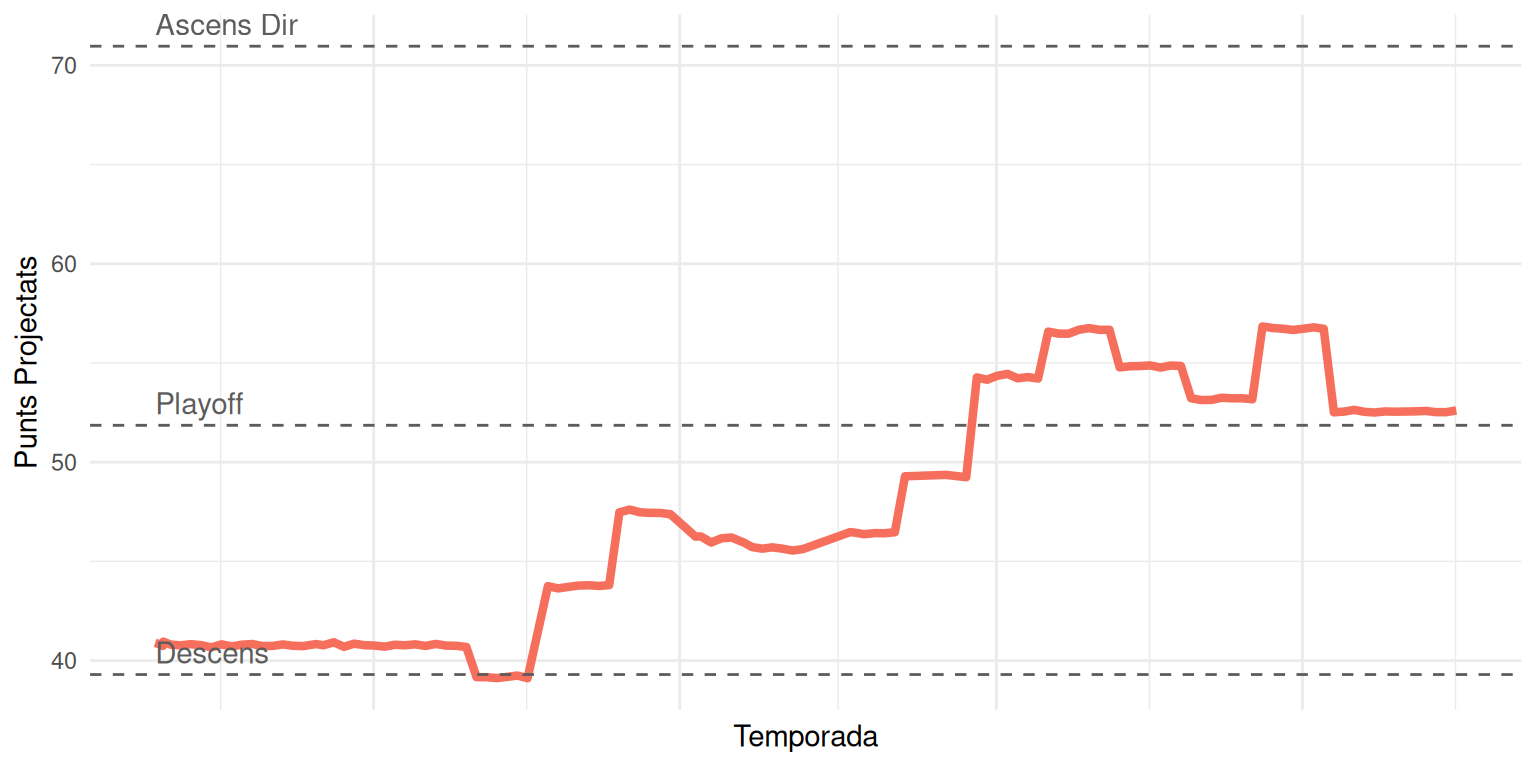 Ascens Dir
70
60
Punts Projectats
Playoff
50
Descens
40
Temporada